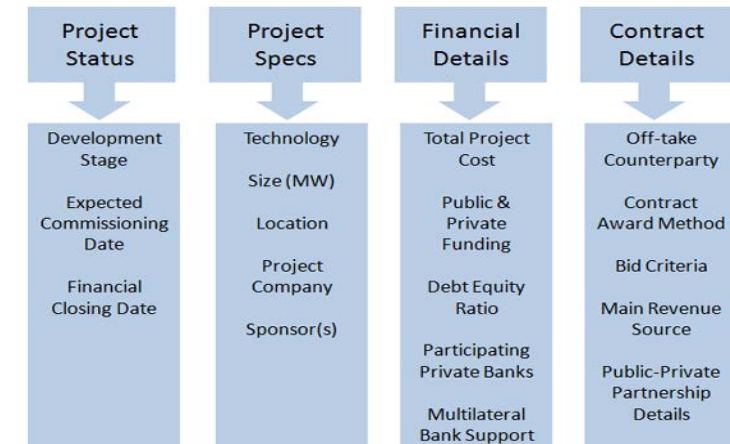 Project
Status
Project
Specs
Financial
Details
Contract
Details
Development
Stage
Expected
Commissioning
Date
Financial
Closing Date
Technology
Size (MW)
Location
Project
Company
Sponsor(s)
Total Project
Cost
Public &
Private
Funding
Debt Equity
Ratio
Participating
Private Banks
Multilateral
Bank Support
Off-take
Counterparty
Contract
Award Method
Bid Criteria
Main Revenue
Source
Public-Private
Partnership
Details